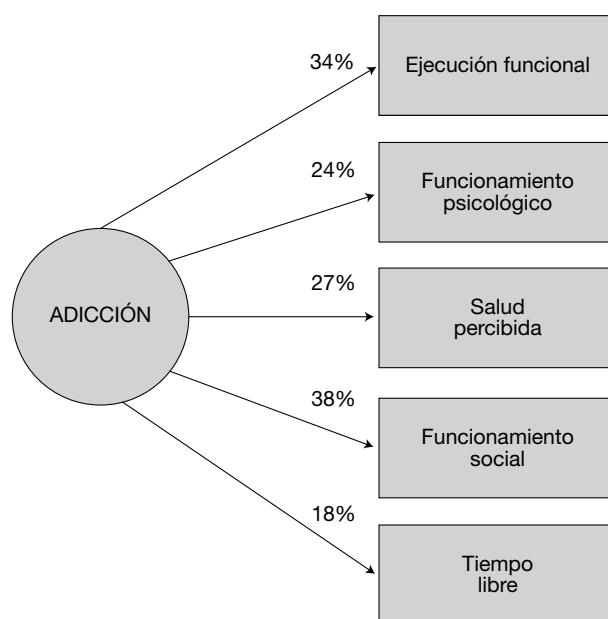 34%
Ejecución funcional
24%
Funcionamiento
psicológico
27%
ADICCIÓN
Salud
percibida
38%
Funcionamiento
social
18%
Tiempo
libre